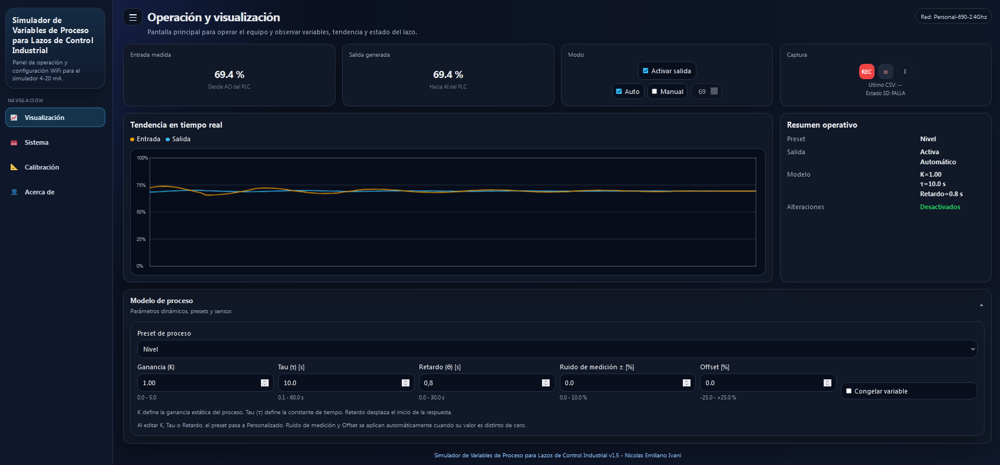 Simulador de
Variables de Proceso
para Lazos de Control
Industrial
Panel de operación y
configuración WiFi para el
simulador 4-20 mA.
NAVEGACIÓN
Visualización
Sistema
Calibración
Acerca de
Operación y visualización
Pantalla principal para operar el equipo y observar variables, tendencia y estado del lazo.
Red: Personal-690-2.4Ghz
Entrada medida
69.4 %
Desde AO del PLC
Salida generada
69.4 %
Hacia AI del PLC
Modo
Activar salida
Auto
Manual
69
Captura
REC
Último CSV: --
Estado SD: FALLA
Tendencia en tiempo real
Entrada
Salida
100%
75%
50%
25%
0%
Resumen operativo
Preset Nivel
Salida Activa
Automático
Modelo K=1.00
τ=10.0 s
Retardo=0.8 s
Alteraciones Desactivados
Modelo de proceso
Parámetros dinámicos, presets y sensor.
Preset de proceso
Nivel
Ganancia (K) Tau (τ) [s] Retardo (θ) [s] Ruido de medición ± [%] Offset [%]
1.00 10.0 0,8 0.0 0.0
Congelar variable
0.0 - 5.0 0.1 - 60.0 s 0.0 - 30.0 s 0.0 - 10.0 % -25.0 - +25.0 %
K define la ganancia estática del proceso. Tau (τ) define la constante de tiempo. Retardo desplaza el inicio de la respuesta.
Al editar K, Tau o Retardo, el preset pasa a Personalizado. Ruido de medición y Offset se aplican automáticamente cuando su valor es distinto de cero.
Simulador de Variables de Proceso para Lazos de Control Industrial v1.5 - Nicolas Emiliano Ivani